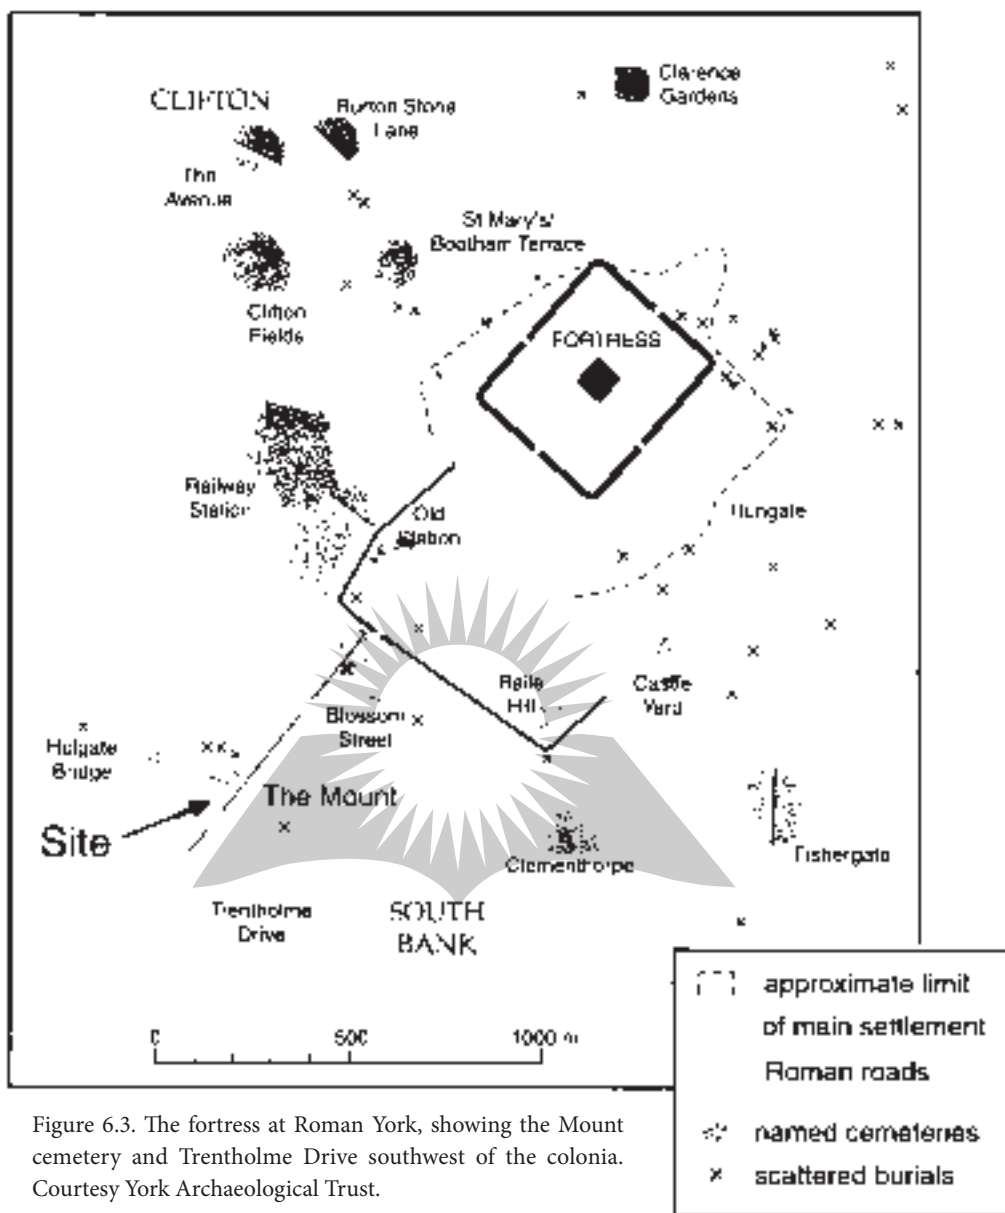 CLIFTON
Burton Stone
Lane
Clarence
Gardens
The
Avenue
St Mary's/
Bootham Terrace
Clifton
Fields
FORTRESS
Railway
Station
Old
Station
Hungate
Baile
Hill
Castle
Yard
Blossom
Street
Holgate
Bridge
The Mount
Site
Clementhorpe
Fishergate
Trentholme
Drive
SOUTH
BANK
0 500 1000 m
approximate limit
of main settlement
Roman roads
named cemeteries
scattered burials
Figure 6.3. The fortress at Roman York, showing the Mount
cemetery and Trentholme Drive southwest of the colonia.
Courtesy York Archaeological Trust.